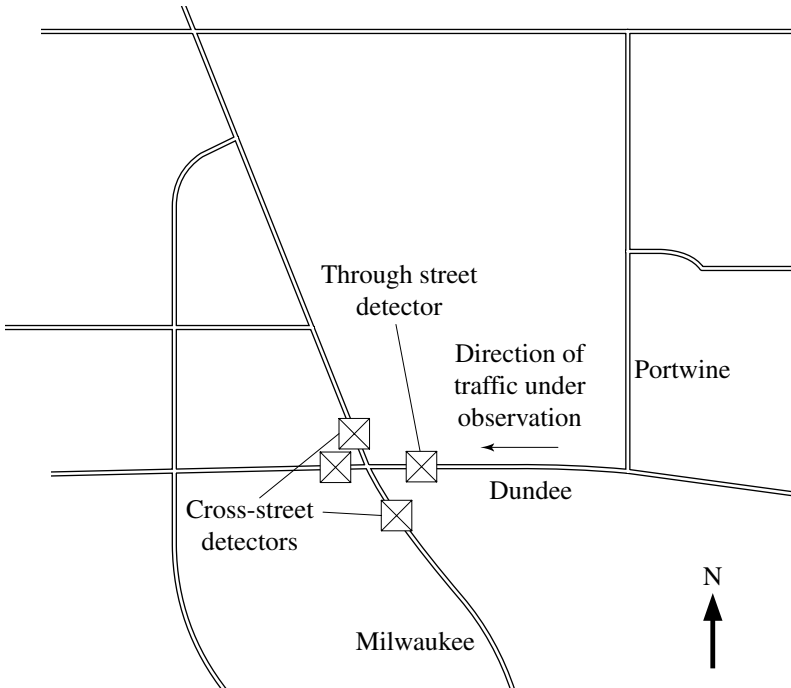 Through street
detector
Direction of
traffic under
observation
Portwine
Dundee
Cross-street
detectors
N
Milwaukee